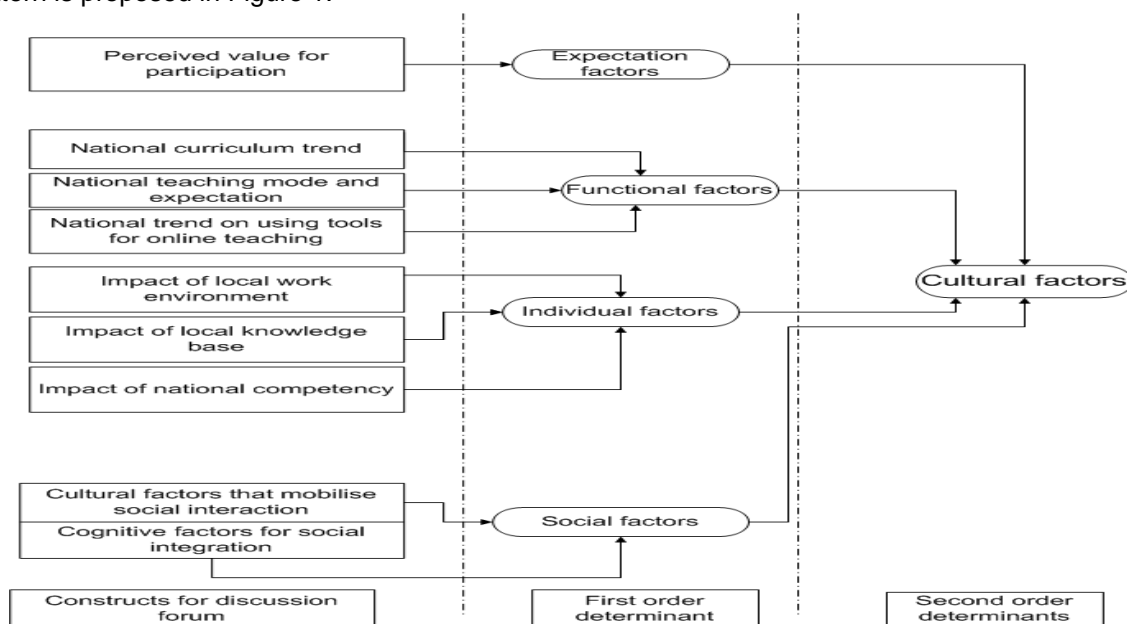 is proposed in Figure 1.
Perceived value for
participation
Expectation
factors
National curriculum trend
National teaching mode and
expectation
Functional factors
National trend on using tools
for online teaching
Impact of local work
environment
Cultural factors
Individual factors
Impact of local knowledge
base
Impact of national competency
Cultural factors that mobilise
social interaction
Social factors
Cognitive factors for social
integration
Constructs for discussion
forum
First order
determinant
Second order
determinants